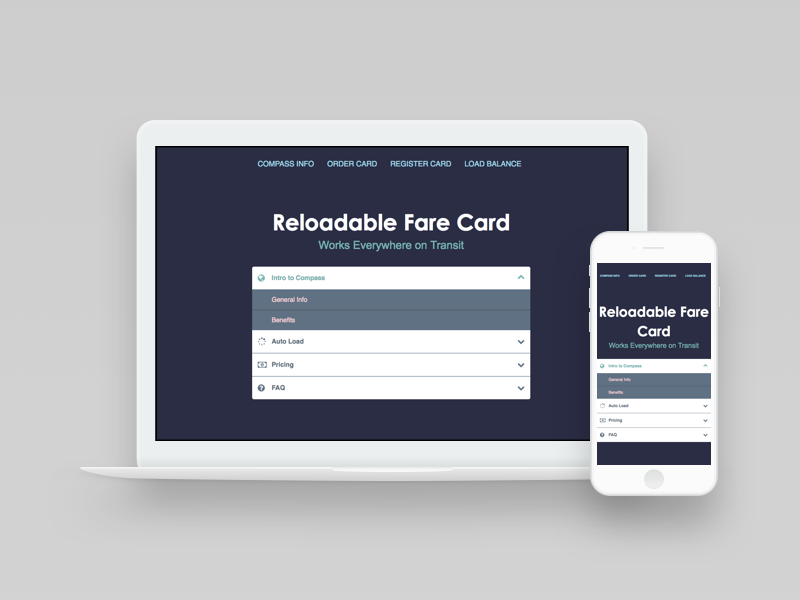 COMPASS INFO ORDER CARD REGISTER CARD LOAD BALANCE
Reloadable Fare Card
Works Everywhere on Transit
Intro to Compass
General Info
Benefits
Auto Load
Pricing
FAQ
COMPASS INFO ORDER CARD REGISTER CARD LOAD BALANCE
Reloadable Fare
Card
Works Everywhere on Transit
Intro to Compass
General Info
Benefits
Auto Load
Pricing
FAQ